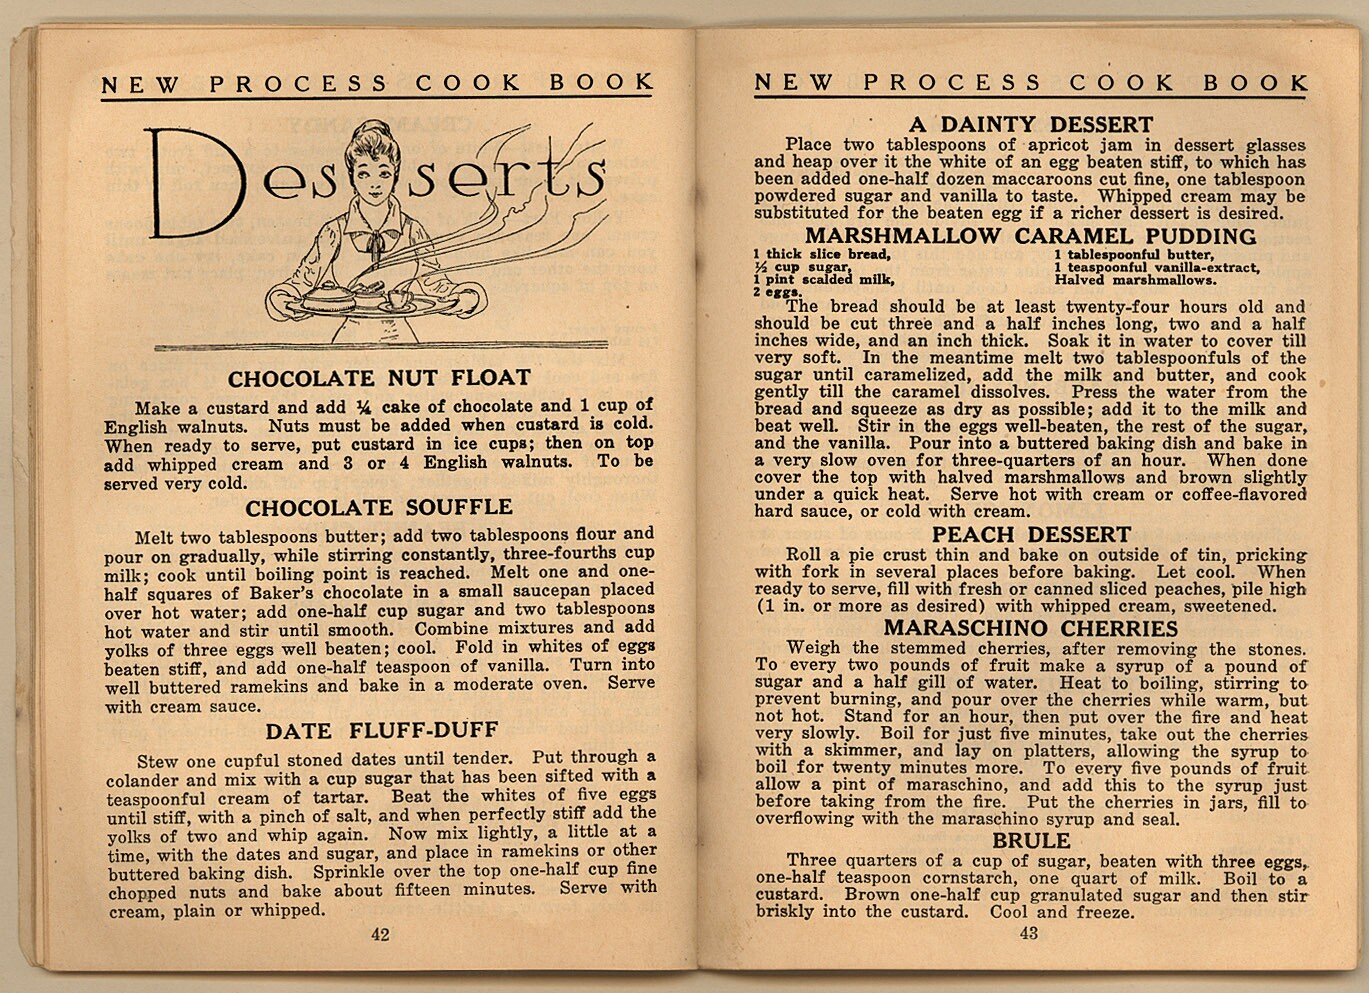 NEW PROCESS COOK BOOK
Desserts
CHOCOLATE NUT FLOAT
Make a custard and add ¼ cake of chocolate and 1 cup of
English walnuts. Nuts must be added when custard is cold.
When ready to serve, put custard in ice cups; then on top
add whipped cream and 3 or 4 English walnuts. To be
served very cold.
CHOCOLATE SOUFFLE
Melt two tablespoons butter; add two tablespoons flour and
pour on gradually, while stirring constantly, three-fourths cup
milk; cook until boiling point is reached. Melt one and one-
half squares of Baker's chocolate in a small saucepan placed
over hot water; add one-half cup sugar and two tablespoons
hot water and stir until smooth. Combine mixtures and add
yolks of three eggs well beaten; cool. Fold in whites of eggs
beaten stiff, and add one-half teaspoon of vanilla. Turn into
well buttered ramekins and bake in a moderate oven. Serve
with cream sauce.
DATE FLUFF-DUFF
Stew one cupful stoned dates until tender. Put through a
colander and mix with a cup sugar that has been sifted with a
teaspoonful cream of tartar. Beat the whites of five eggs
until stiff, with a pinch of salt, and when perfectly stiff add the
yolks of two and whip again. Now mix lightly, a little at a
time, with the dates and sugar, and place in ramekins or other
buttered baking dish. Sprinkle over the top one-half cup fine
chopped nuts and bake about fifteen minutes. Serve with
cream, plain or whipped.
42
NEW PROCESS COOK BOOK
A DAINTY DESSERT
Place two tablespoons of apricot jam in dessert glasses
and heap over it the white of an egg beaten stiff, to which has
been added one-half dozen maccaroons cut fine, one tablespoon
powdered sugar and vanilla to taste. Whipped cream may be
substituted for the beaten egg if a richer dessert is desired.
MARSHMALLOW CARAMEL PUDDING
1 thick slice bread,
½ cup sugar,
1 pint scalded milk,
2 eggs.
1 tablespoonful butter,
1 teaspoonful vanilla-extract,
Halved marshmallows.
The bread should be at least twenty-four hours old and
should be cut three and a half inches long, two and a half
inches wide, and an inch thick. Soak it in water to cover till
very soft. In the meantime melt two tablespoonfuls of the
sugar until caramelized, add the milk and butter, and cook
gently till the caramel dissolves. Press the water from the
bread and squeeze as dry as possible; add it to the milk and
beat well. Stir in the eggs well-beaten, the rest of the sugar,
and the vanilla. Pour into a buttered baking dish and bake in
a very slow oven for three-quarters of an hour. When done
cover the top with halved marshmallows and brown slightly
under a quick heat. Serve hot with cream or coffee-flavored
hard sauce, or cold with cream.
PEACH DESSERT
Roll a pie crust thin and bake on outside of tin, pricking
with fork in several places before baking. Let cool. When
ready to serve, fill with fresh or canned sliced peaches, pile high
(1 in. or more as desired) with whipped cream, sweetened.
MARASCHINO CHERRIES
Weigh the stemmed cherries, after removing the stones.
To every two pounds of fruit make a syrup of a pound of
sugar and a half gill of water. Heat to boiling, stirring to
prevent burning, and pour over the cherries while warm, but
not hot. Stand for an hour, then put over the fire and heat
very slowly. Boil for just five minutes, take out the cherries
with a skimmer, and lay on platters, allowing the syrup to
boil for twenty minutes more. To every five pounds of fruit
allow a pint of maraschino, and add this to the syrup just
before taking from the fire. Put the cherries in jars, fill to
overflowing with the maraschino syrup and seal.
BRULE
Three quarters of a cup of sugar, beaten with three eggs,
one-half teaspoon cornstarch, one quart of milk. Boil to a
custard. Brown one-half cup granulated sugar and then stir
briskly into the custard. Cool and freeze.
43